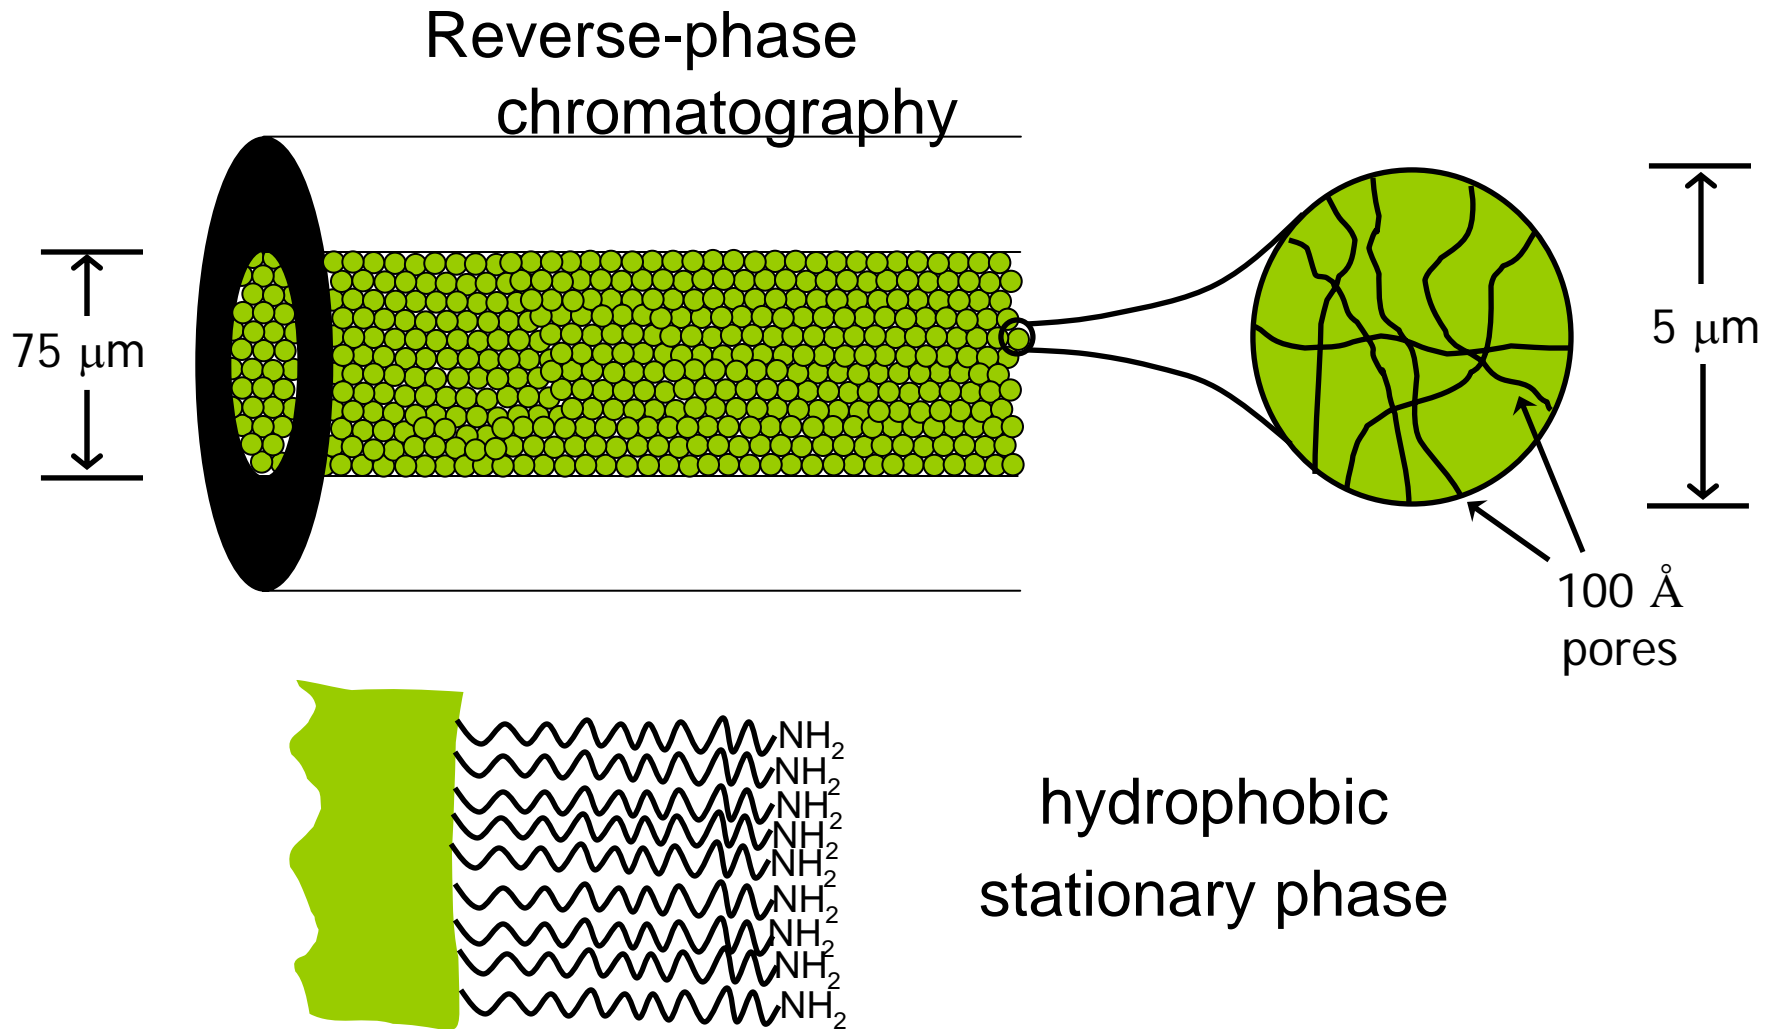 Reverse-phase
chromatography
75 μm
5 μm
100 Å
pores
NH2
NH2
NH2
NH2
NH2
NH2
NH2
NH2
NH2
hydrophobic
stationary phase